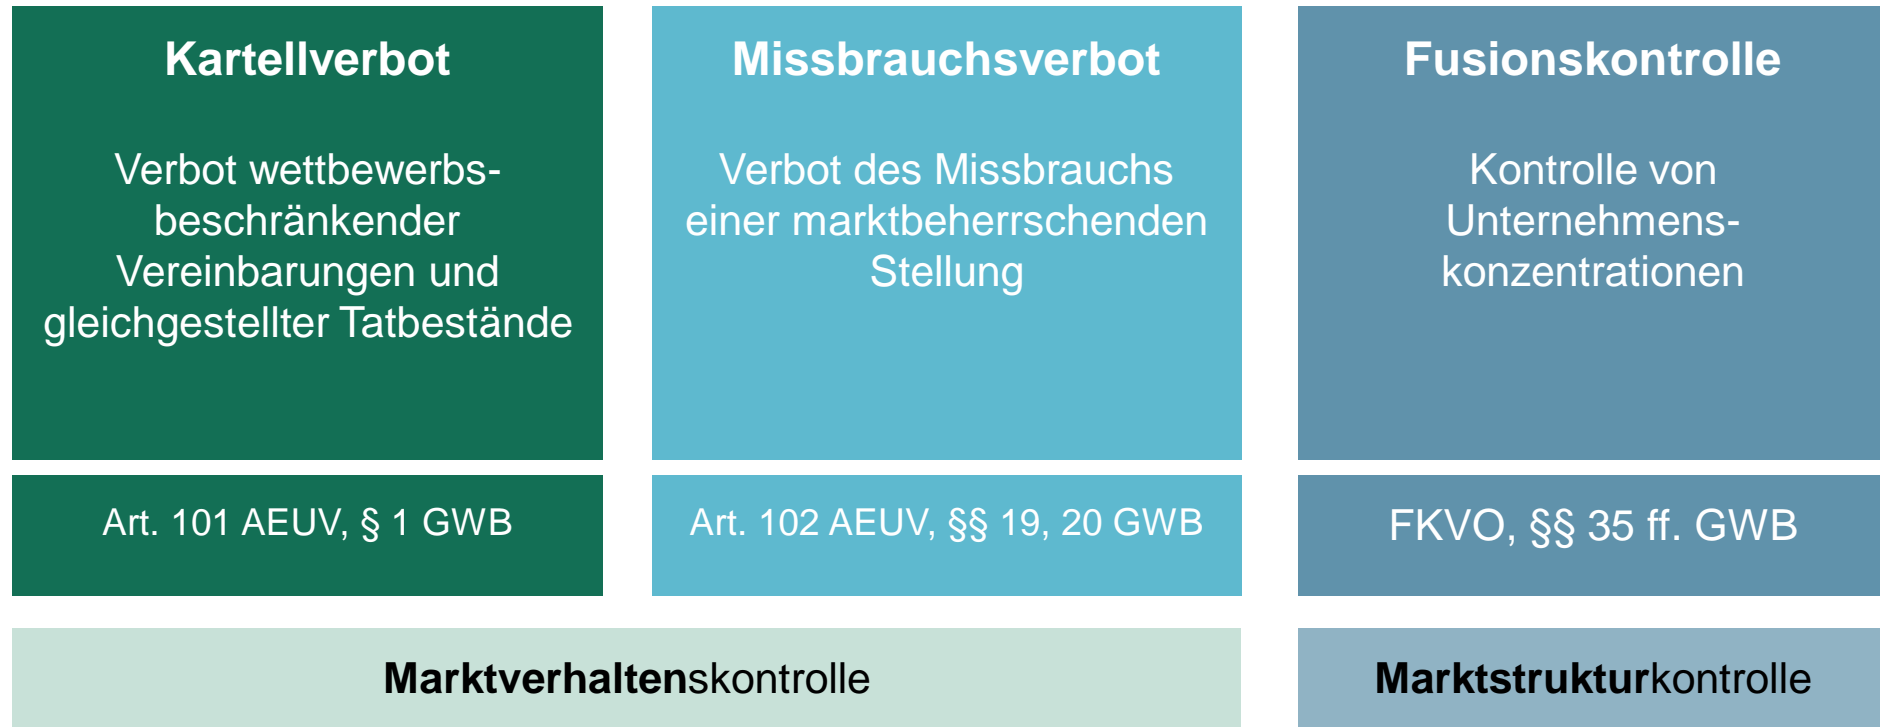 Kartellverbot
Verbot wettbewerbs-
beschränkender
Vereinbarungen und
gleichgestellter Tatbestände
Art. 101 AEUV, § 1 GWB
Missbrauchsverbot
Verbot des Missbrauchs
einer marktbeherrschenden
Stellung
Art. 102 AEUV, §§ 19, 20 GWB
Fusionskontrolle
Kontrolle von
Unternehmens-
konzentrationen
FKVO, §§ 35 ff. GWB
Marktverhaltenskontrolle
Marktstrukturkontrolle